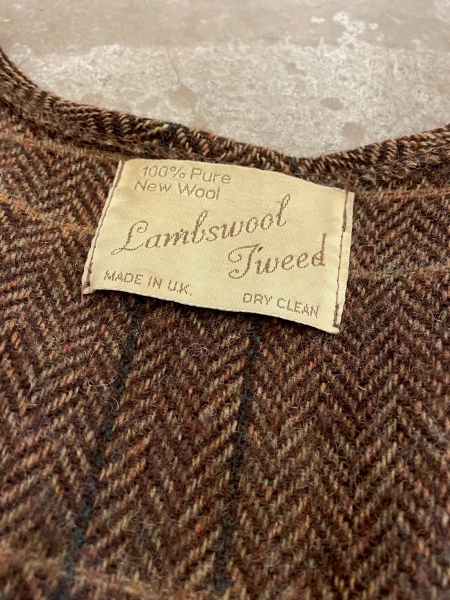 100% Pure
New Wool
Lambswool
Tweed
MADE IN U.K.
DRY CLEAN